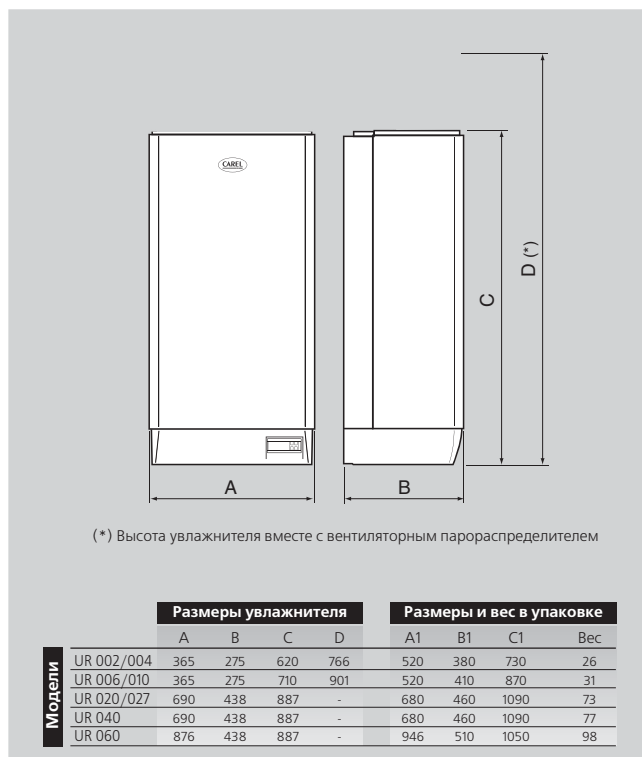 CAREL
D (*)
C
A
B
(*) Высота увлажнителя вместе с вентиляторным парораспределителем
Размеры увлажнителя Размеры и вес в упаковке
A B C D A1 B1 C1 Вес
Модели
UR 002/004 365 275 620 766 520 380 730 26
UR 006/010 365 275 710 901 520 410 870 31
UR 020/027 690 438 887 - 680 460 1090 73
UR 040 690 438 887 - 680 460 1090 77
UR 060 876 438 887 - 946 510 1050 98